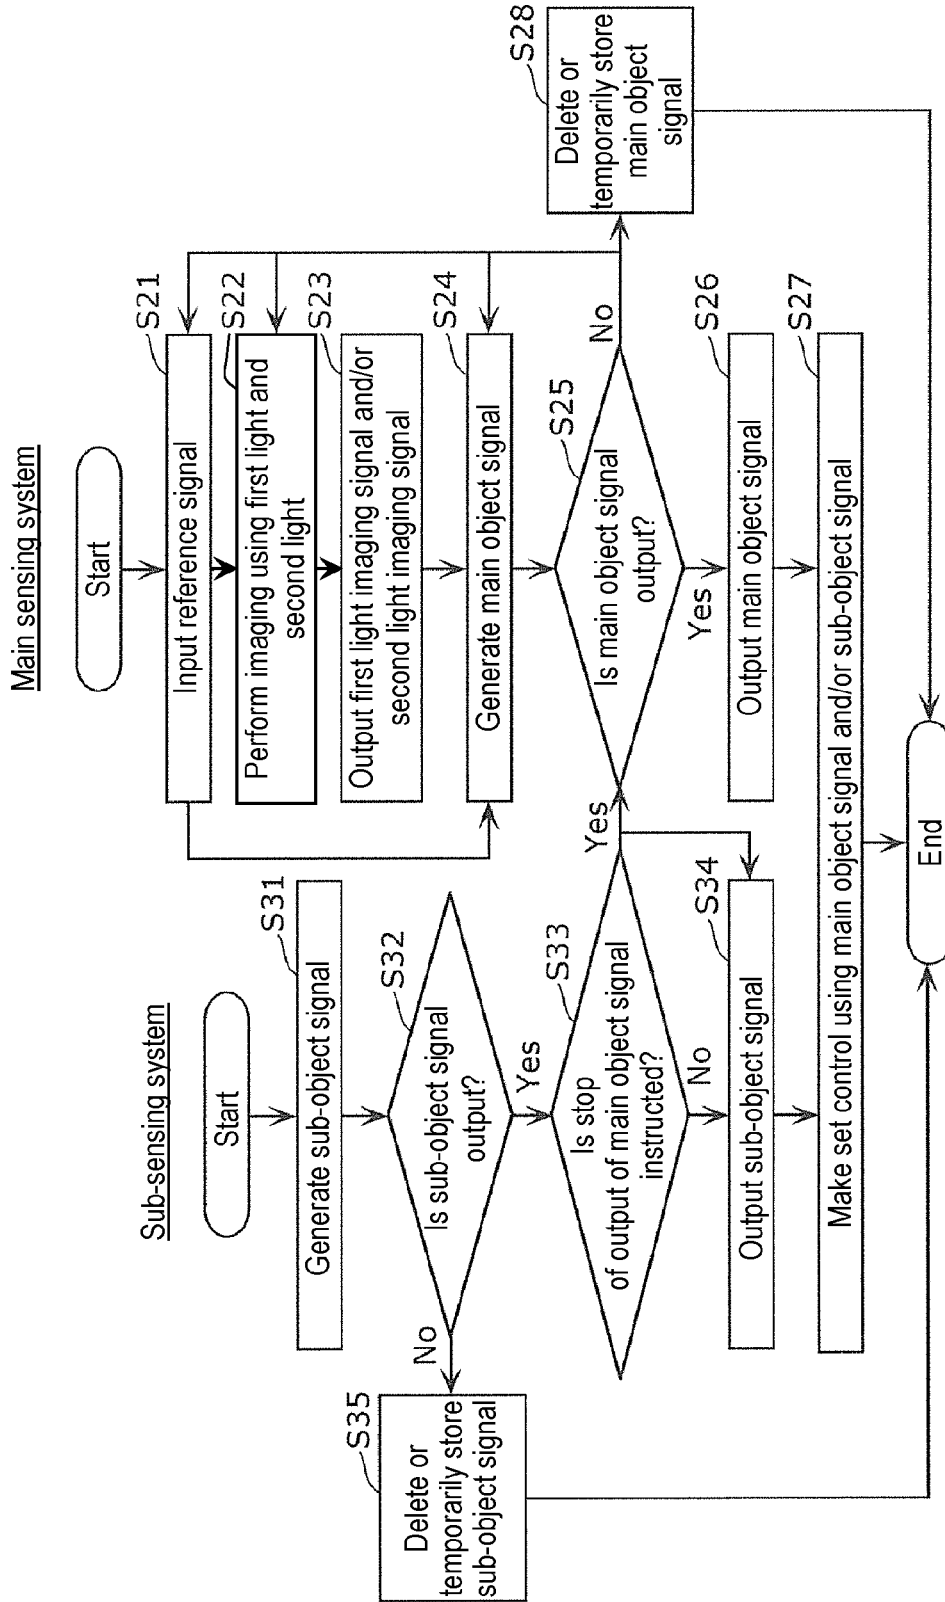 Main sensing system
Start
S21
Input reference signal
S22
Perform imaging using first light and
second light
S23
Output first light imaging signal and/or
second light imaging signal
S24
Generate main object signal
S25
Is main object signal
output?
No
Yes
S28
Delete or
temporarily store
main object
signal
S26
Output main object signal
S27
Make set control using main object signal and/or sub-object signal
End
Sub-sensing system
Start
S31
Generate sub-object signal
S32
Is sub-object signal
output?
No
Yes
S35
Delete or
temporarily store
sub-object signal
S33
Is stop
of output of main object signal
instructed?
Yes
No
S34
Output sub-object signal